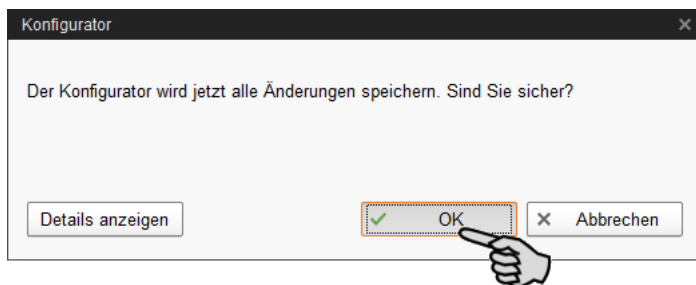 Konfigurator
Der Konfigurator wird jetzt alle Änderungen speichern. Sind Sie sicher?
Details anzeigen
OK
Abbrechen